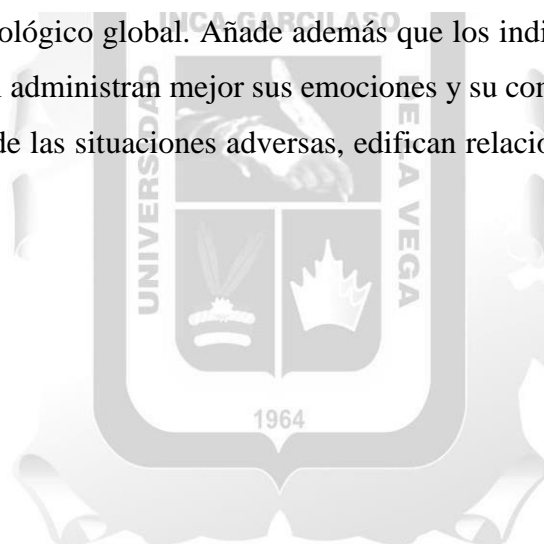 INCA GARCILASO
ológico global. Añade además que los indi
administran mejor sus emociones y su con
de las situaciones adversas, edifican relacio
UNIVERSIDAD
DE LA VEGA
1964